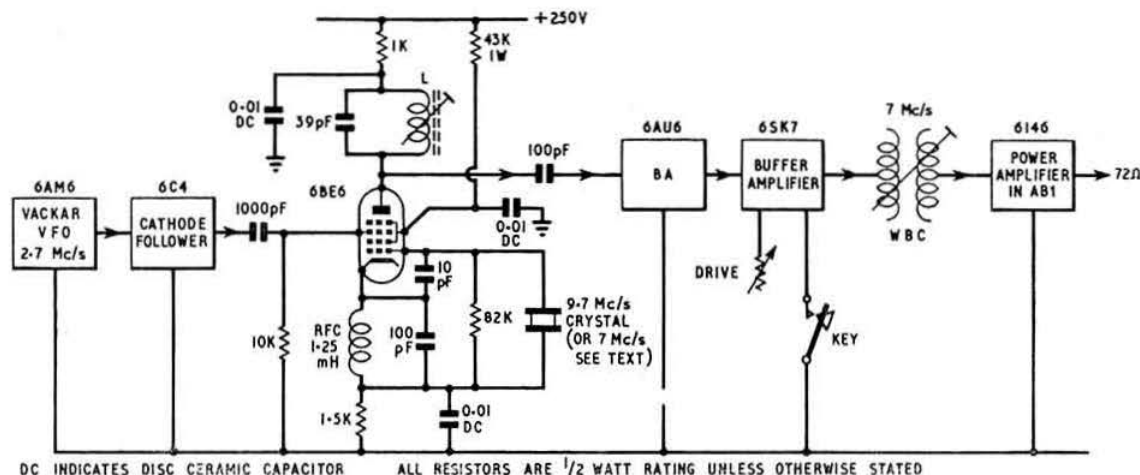 +250V
1K
43K
1W
L
0·01
DC
39pF
7 Mc/s
6AU6
6SK7
6146
100pF
6AM6
6C4
6BE6
1000pF
BA
BUFFER
AMPLIFIER
POWER
AMPLIFIER
IN AB1
72Ω
VACKAR
VFO
2·7 Mc/s
CATHODE
FOLLOWER
0·01
DC
WBC
10
pF
DRIVE
9·7 Mc/s
CRYSTAL
(OR 7 Mc/s
SEE TEXT)
82K
10K
RFC
1·25
mH
100
pF
KEY
1·5K
0·01
DC
DC INDICATES DISC CERAMIC CAPACITOR ALL RESISTORS ARE 1/2 WATT RATING UNLESS OTHERWISE STATED